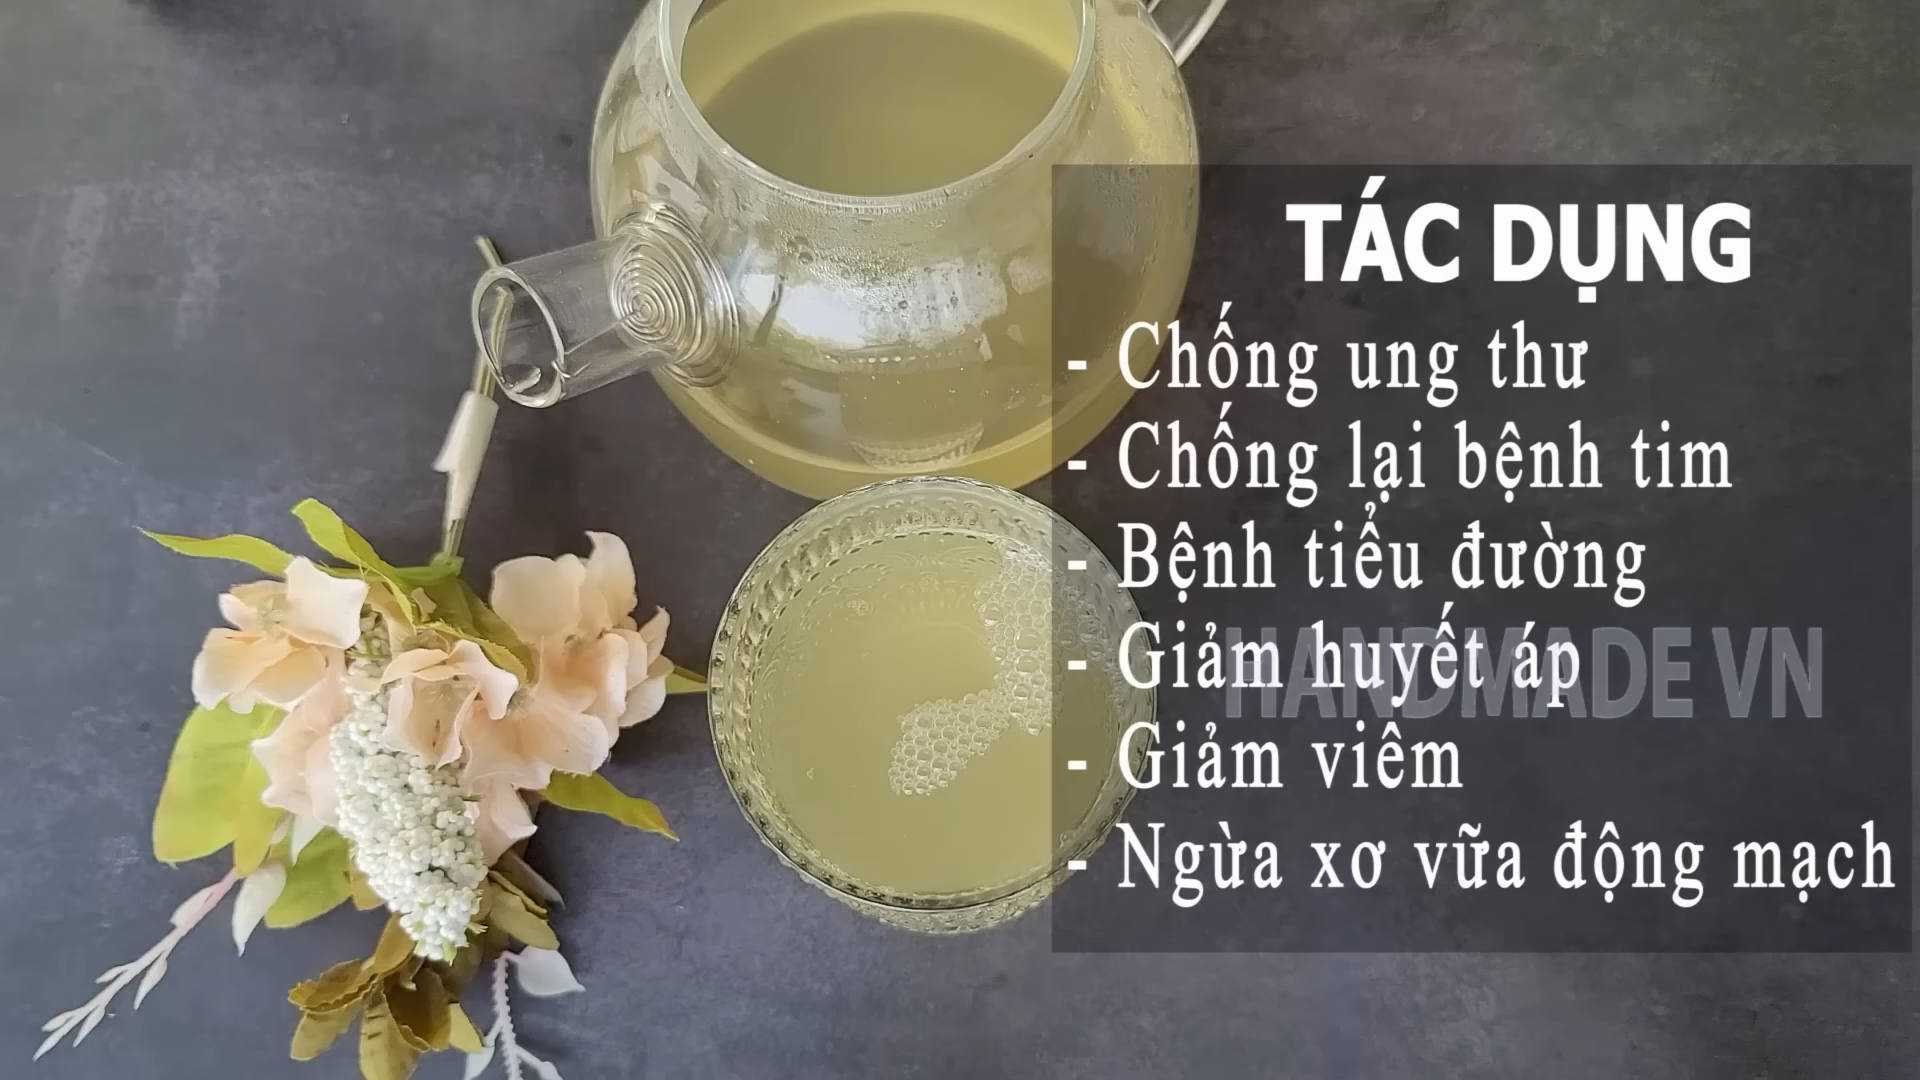 TÁC DỤNG
- Chống ung thư
- Chống lại bệnh tim
- Bệnh tiểu đường
- Giảm huyết áp
HANDMADE VN
- Giảm viêm
- Ngừa xơ vữa động mạch